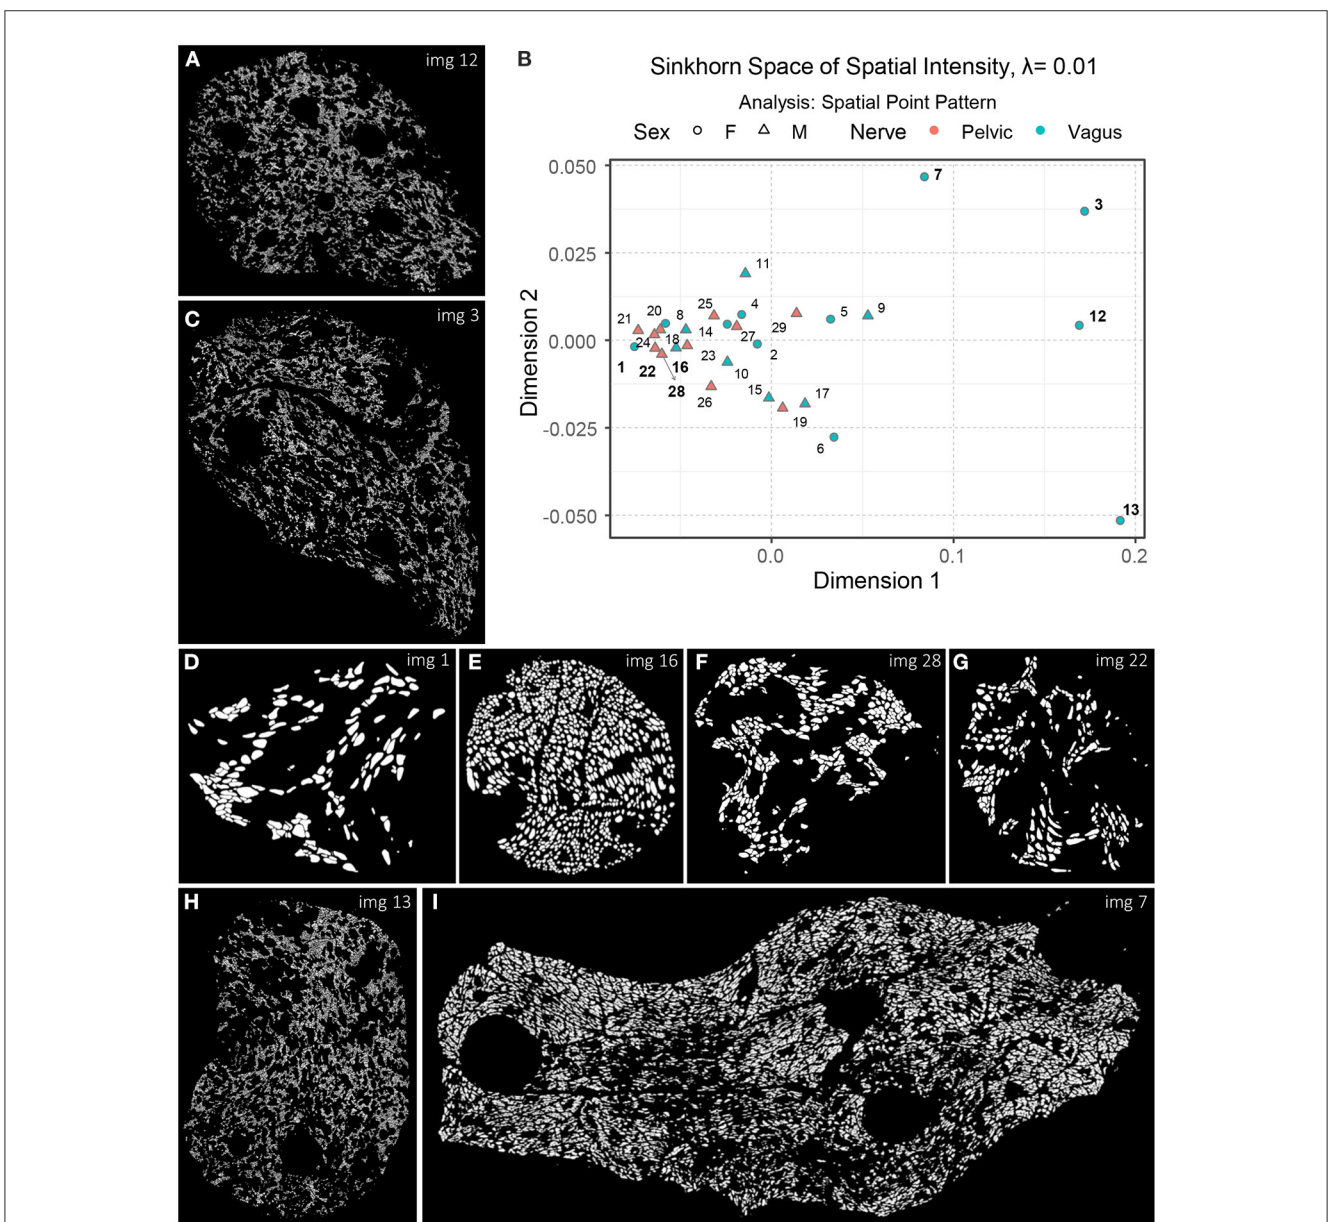 A
img 12
B
Sinkhorn Space of Spatial Intensity, λ= 0.01
Analysis: Spatial Point Pattern
Sex F M Nerve Pelvic Vagus
0.050
0.025
0.000
-0.025
-0.050
Dimension 2
7
3
11
25
4
9
20
8
5
21
12
29
14
27
18
24
2
23
1
22
16
10
28
15
17
26
19
6
13
0.0
0.1
0.2
Dimension 1
C
img 3
D
img 1
E
img 16
F
img 28
G
img 22
H
img 13
I
img 7